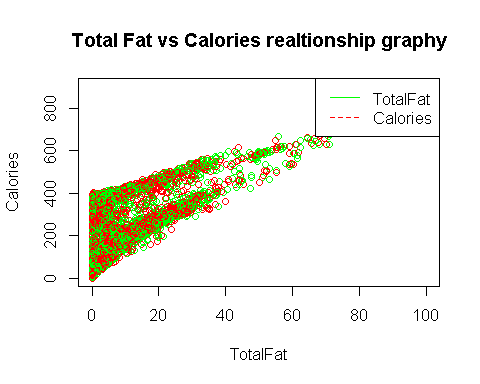 Total Fat vs Calories realtionship graphy
TotalFat
Calories
Calories
0
200
400
600
800
0 20 40 60 80 100
TotalFat